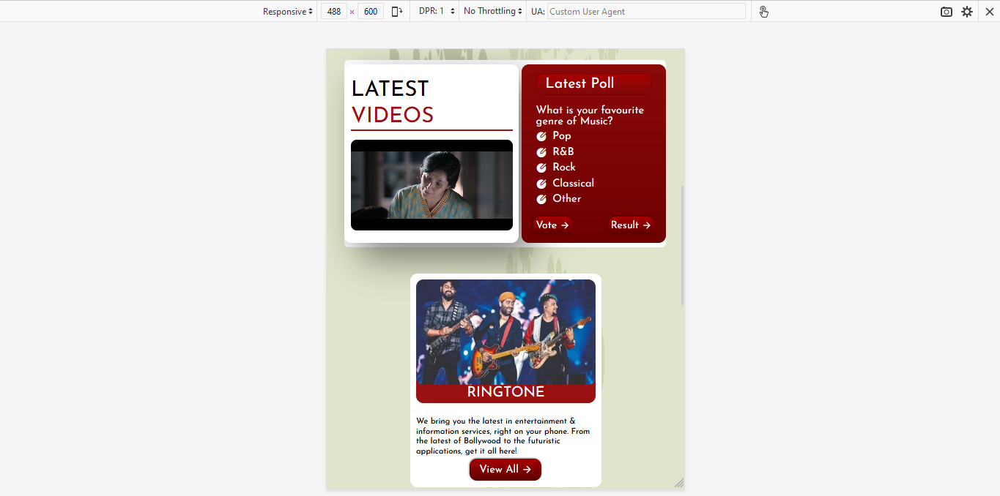 Responsive 488 × 600 DPR: 1 No Throttling UA: Custom User Agent
LATEST
VIDEOS
Latest Poll
What is your favourite
genre of Music?
Pop
R&B
Rock
Classical
Other
Vote →
Result →
RINGTONE
We bring you the latest in entertainment &
information services, right on your phone. From
the latest of Bollywood to the futuristic
applications, get it all here!
View All →